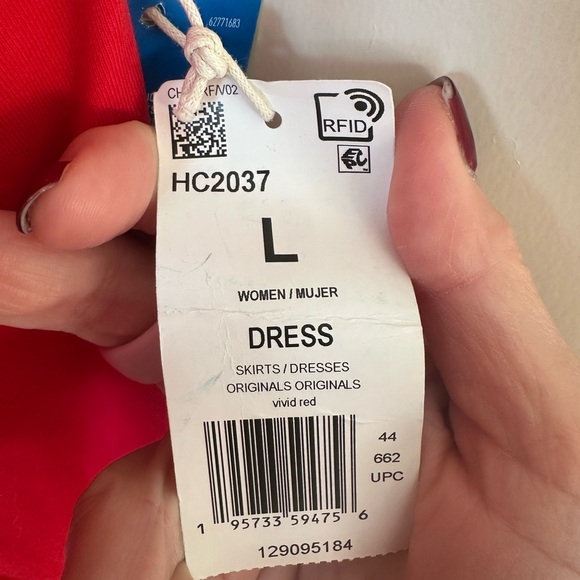 62771683
RFID
HC2037
L
WOMEN / MUJER
DRESS
SKIRTS / DRESSES
ORIGINALS ORIGINALS
vivid red
44
662
UPC
1 95733 59475 6
129095184